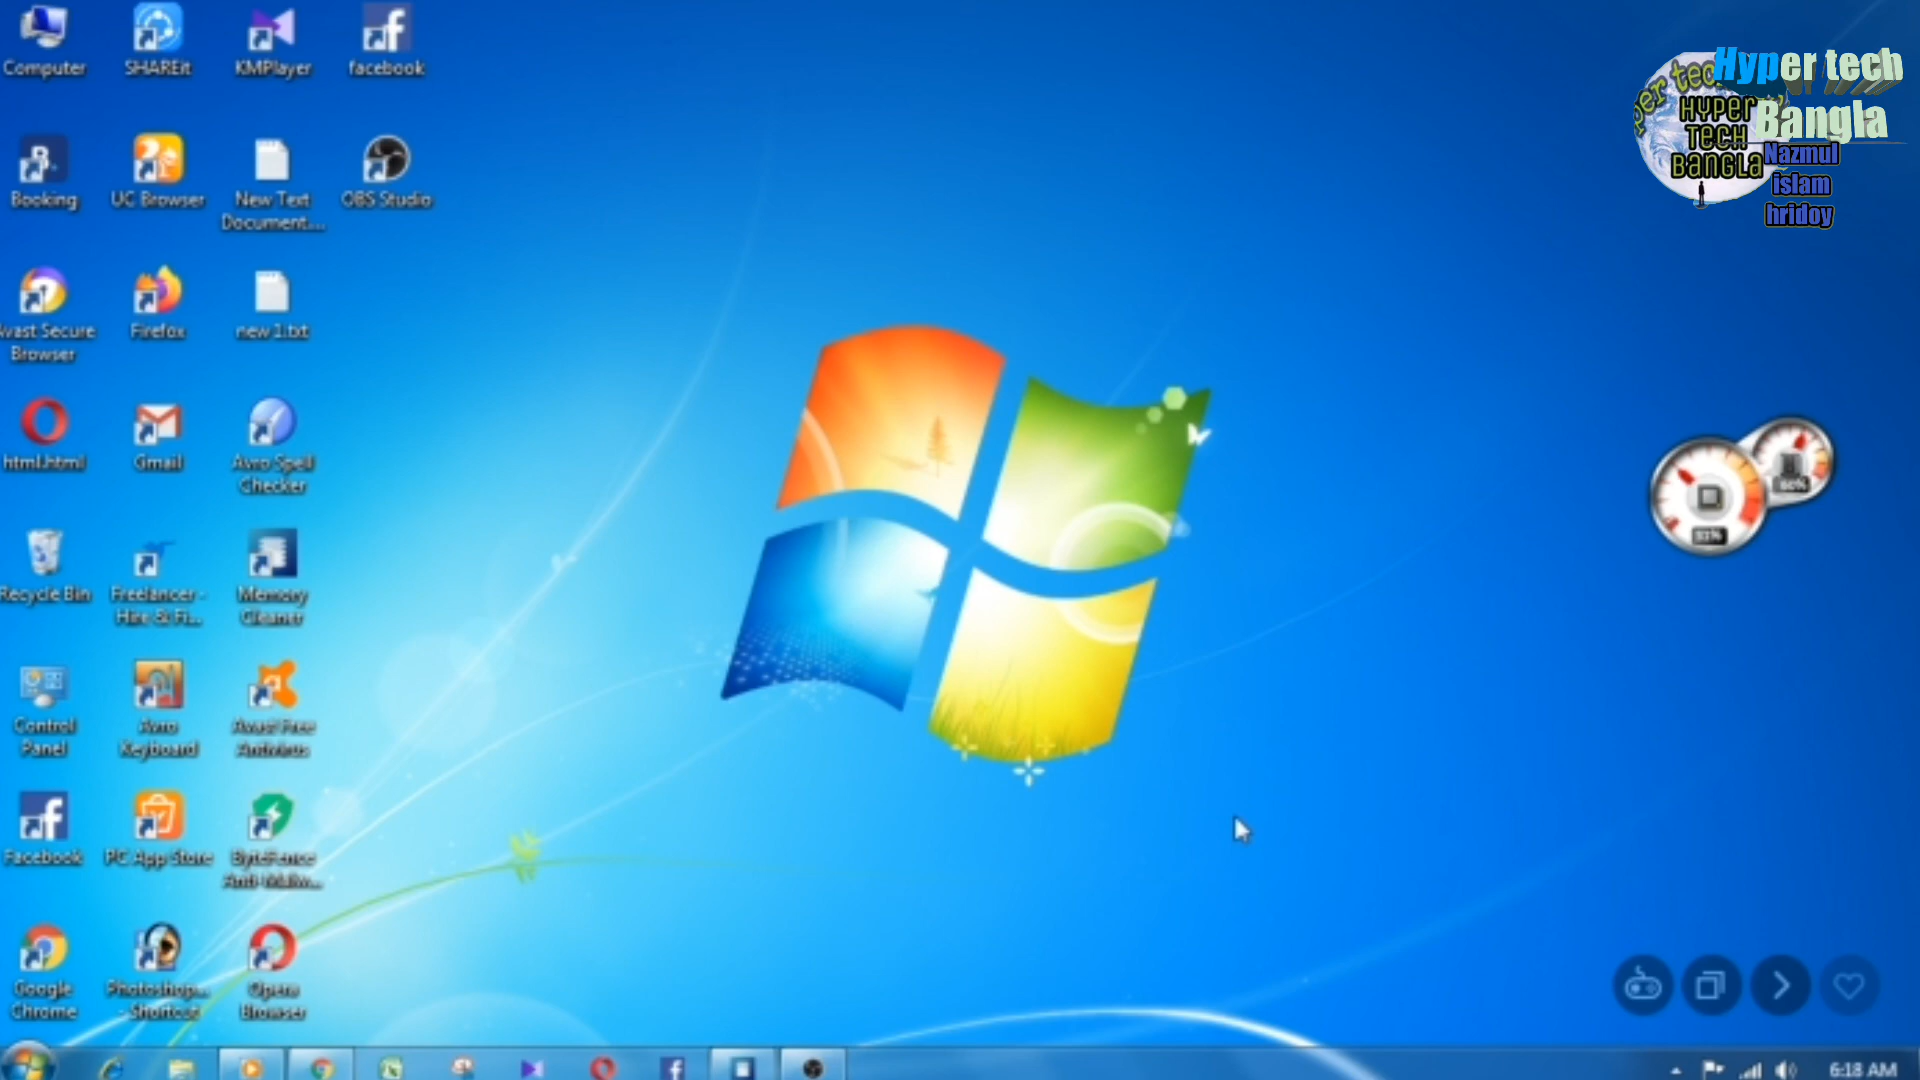 Computer
SHAREit
KMPlayer
facebook
Booking
UC Browser
New Text
Document....
OBS Studio
Avast Secure
Browser
Firefox
new 1.txt
html.html
Gmail
Avro Spell
Checker
Recycle Bin
Freelancer -
Hire & Fi...
Memory
Cleaner
Control
Panel
Avro
Keyboard
Avast Free
Antivirus
Facebook
PC App Store
ByteFence
Anti-Malw...
Google
Chrome
Photoshop...
- Shortcut
Opera
Browser
Hyper tech
Bangla
HYPER
TECH
BANGLA
Nazmul
islam
hridoy
6:18 AM